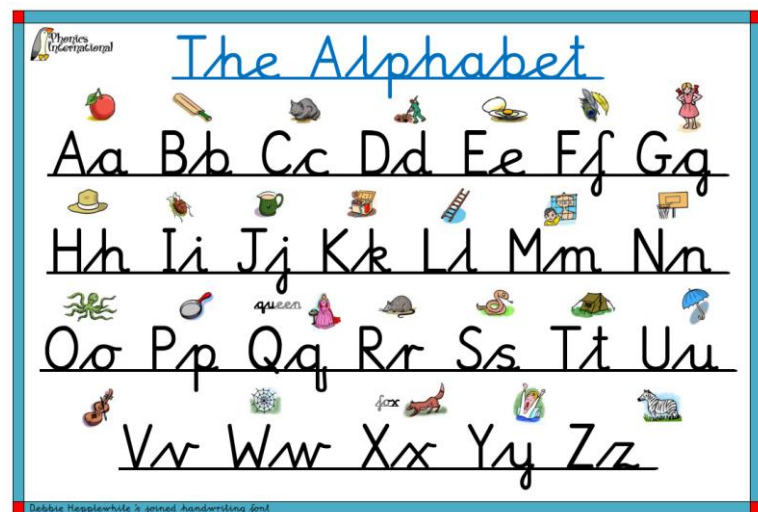 Phonics
International
The Alphabet
Aa Bb Cc Dd Ee Ff Gg
Hh Ii Jj Kk Ll Mm Nn
queen
Oo Pp Qq Rr Ss Tt Uu
fox
Vv Ww Xx Yy Zz
Debbie Hepplewhite's joined handwriting font